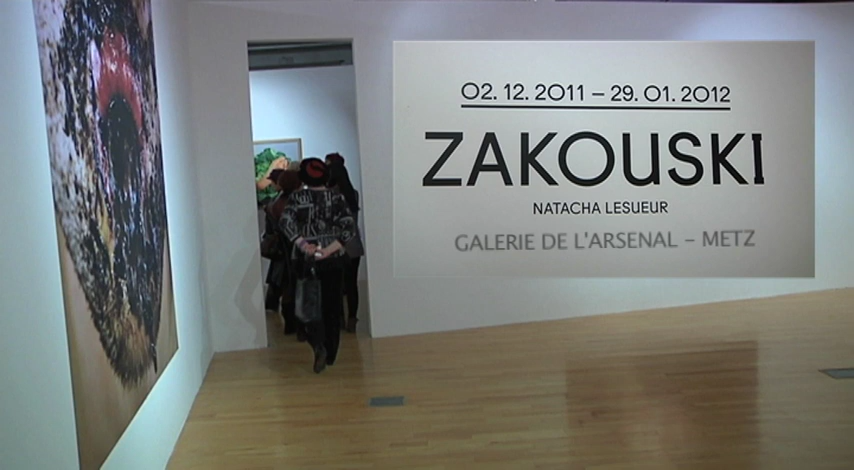 02. 12. 2011 – 29. 01. 2012
ZAKOUSKI
NATACHA LESUEUR
GALERIE DE L'ARSENAL – METZ